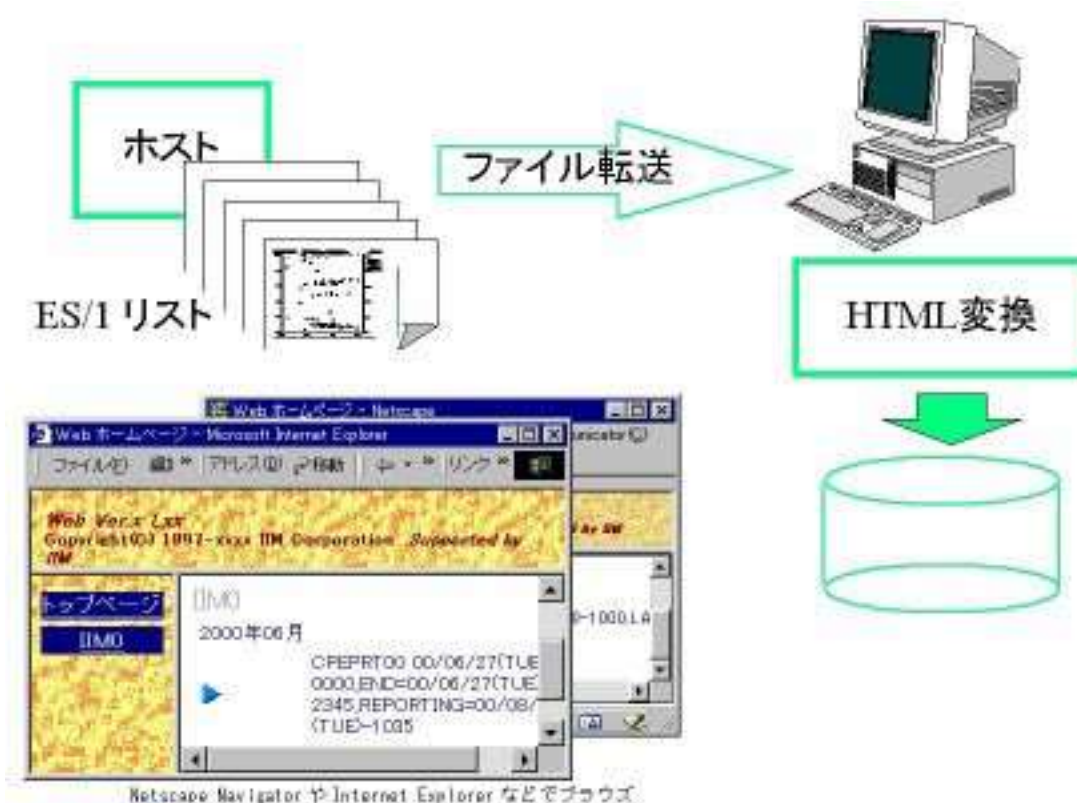 ホスト
ファイル転送
ES/1 リスト
HTML変換
Web ホームページ - Netscape
Web ホームページ - Microsoft Internet Explorer
ファイル(F) アドレス(D) 移動 リンク
Web Ver.x Lxx
Copyright(C) 1997-xxxx IIM Corporation Supported by
IIM
トップページ
IIM0
IIM0
2000年06月
CPEPRT00 00/06/27(TUE
0000,END=00/06/27(TUE
2345,REPORTING=00/08/
(TUE)-1035
Netscape Navigator や Internet Explorer などでブラウズ